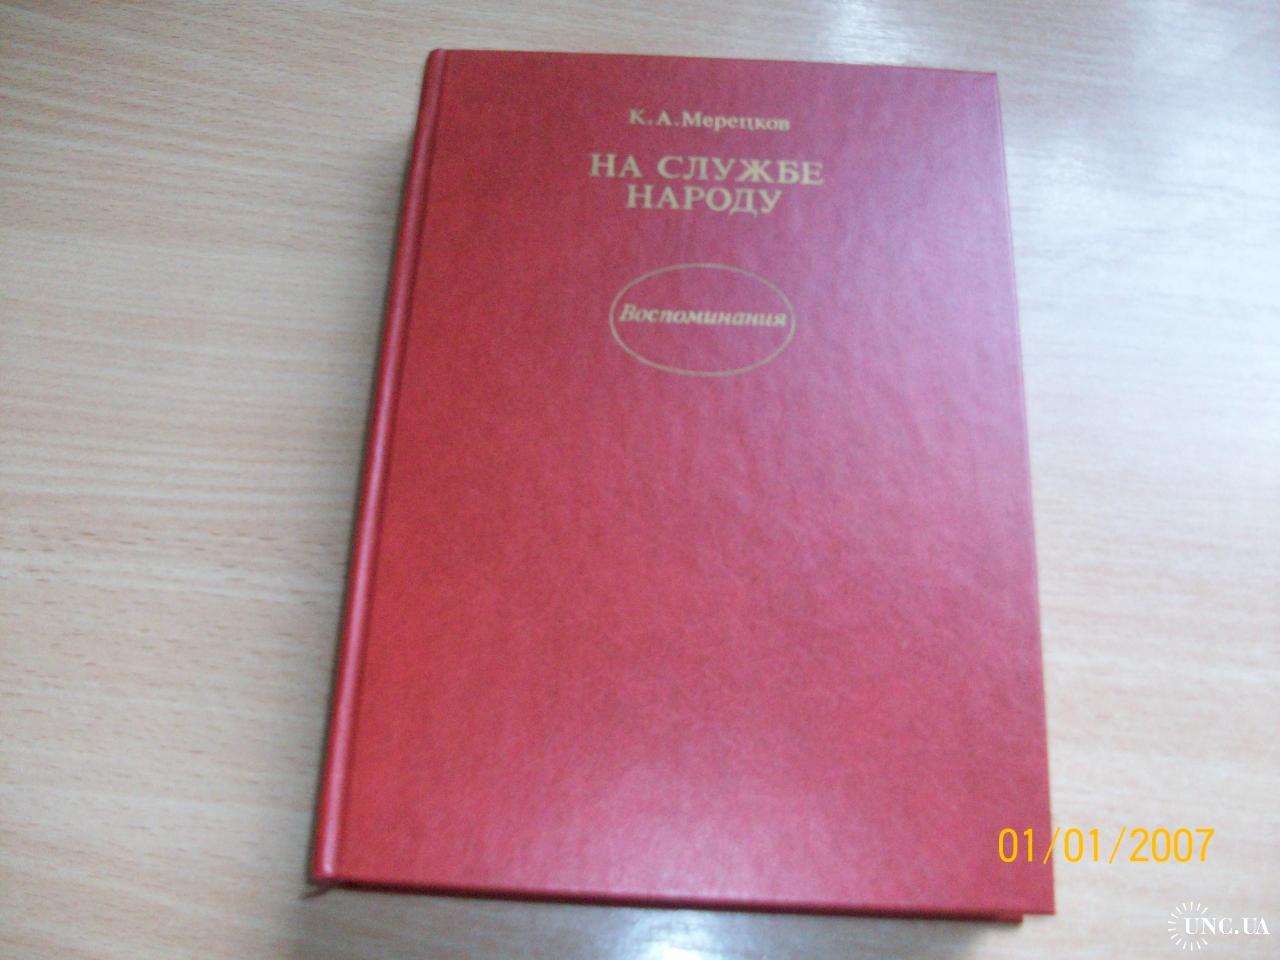 К.А.Мерецков
НА СЛУЖБЕ
НАРОДУ
Воспоминания
01/01/2007
UNC.UA